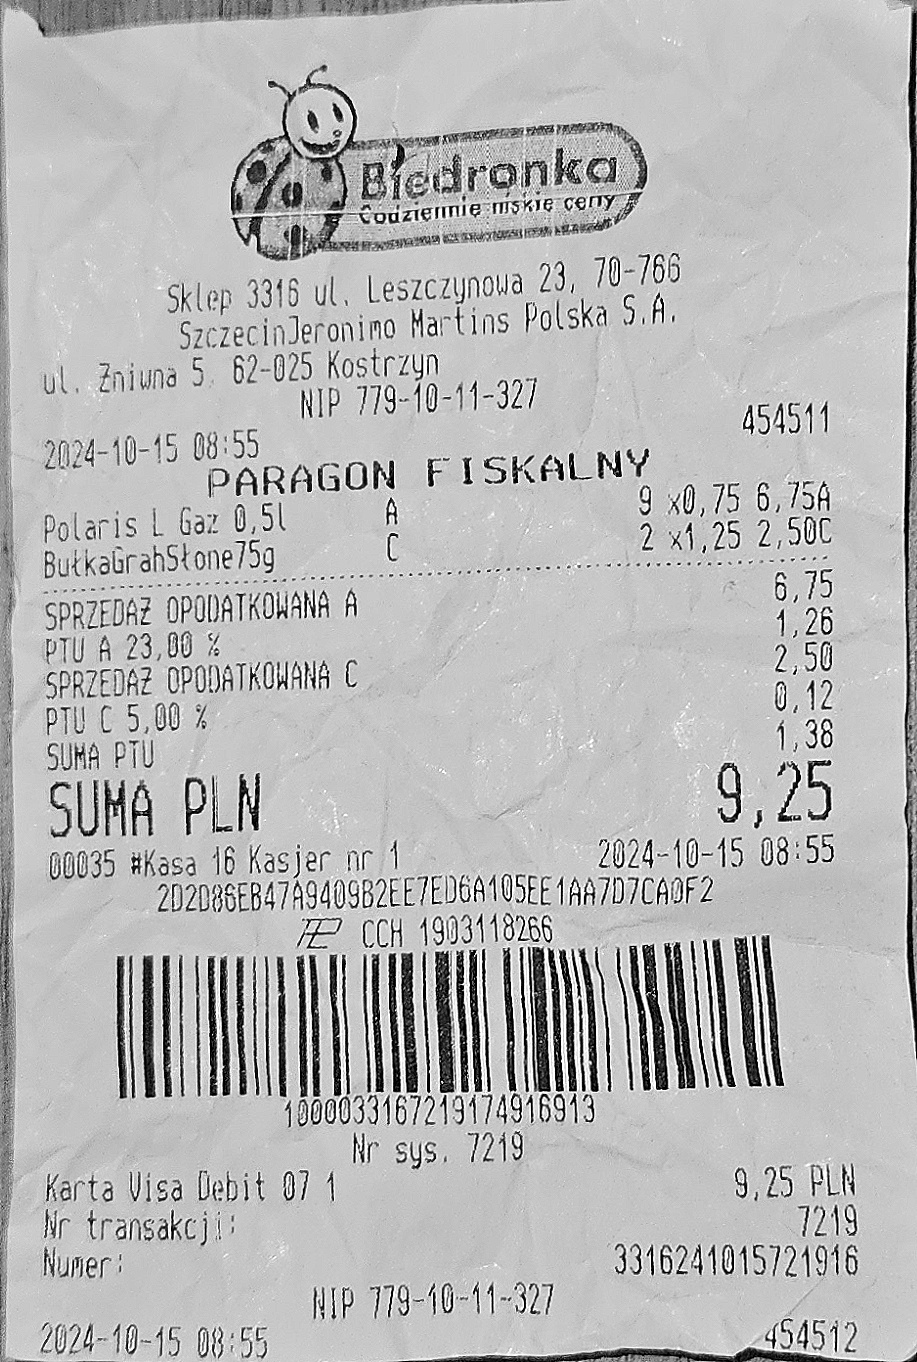 Biedronka
Codziennie niskie ceny
Sklep 3316 ul. Leszczynowa 23, 70-766
SzczecinJeronimo Martins Polska S.A.
ul. Żniwna 5, 62-025 Kostrzyn
NIP 779-10-11-327
2024-10-15 08:55 454511
PARAGON FISKALNY
Polaris L Gaz 0,5l A 9 x0,75 6,75A
BułkaGrahSłone75g C 2 x1,25 2,50C
SPRZEDAŻ OPODATKOWANA A 6,75
PTU A 23,00 % 1,26
SPRZEDAŻ OPODATKOWANA C 2,50
PTU C 5,00 % 0,12
SUMA PTU 1,38
SUMA PLN 9,25
00035 #Kasa 16 Kasjer nr 1 2024-10-15 08:55
2D2D86EB47A9409B2EE7ED6A105EE1AA7D7CA0F2
CCH 1903118266
1000033167219174916913
Nr sys. 7219
Karta Visa Debit 07 1 9,25 PLN
Nr transakcji: 7219
Numer: 3316241015721916
NIP 779-10-11-327
2024-10-15 08:55 454512